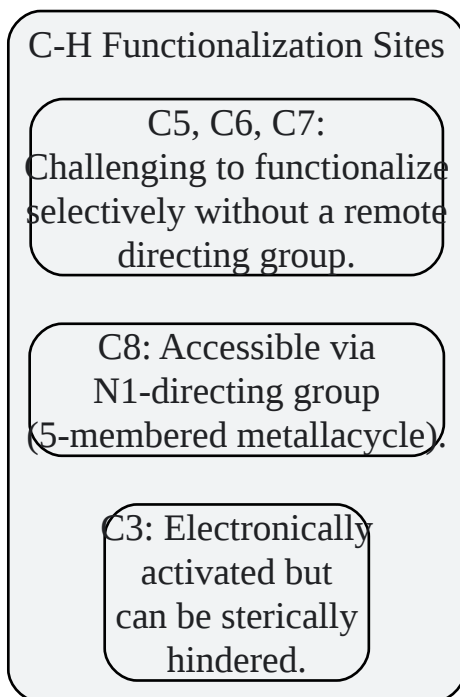 C-H Functionalization Sites
C5, C6, C7:
Challenging to functionalize
selectively without a remote
directing group.
C8: Accessible via
N1-directing group
(5-membered metallacycle).
C3: Electronically
activated but
can be sterically
hindered.